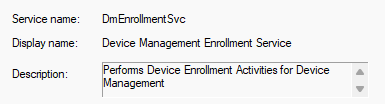 Service name: DmEnrollmentSvc
Display name: Device Management Enrollment Service
Description: Performs Device Enrollment Activities for Device
Management